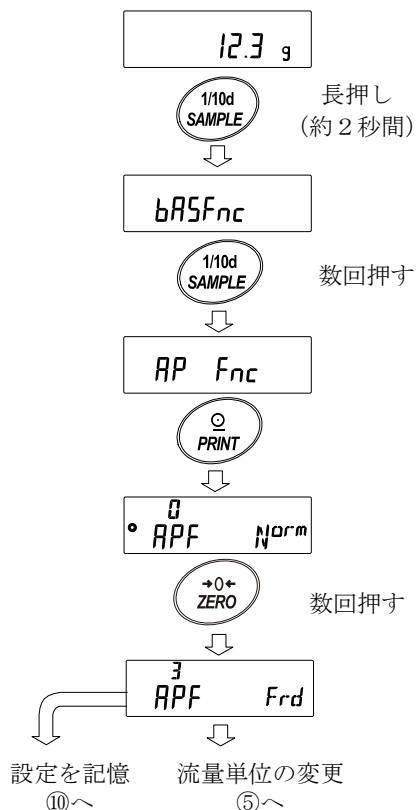 12.3 g
1/10d
SAMPLE
長押し
(約２秒間)
bASFnc
1/10d
SAMPLE
数回押す
AP Fnc
PRINT
0
APF Norm
→0←
ZERO
数回押す
3
APF Frd
設定を記憶
⑩へ
流量単位の変更
⑤へ